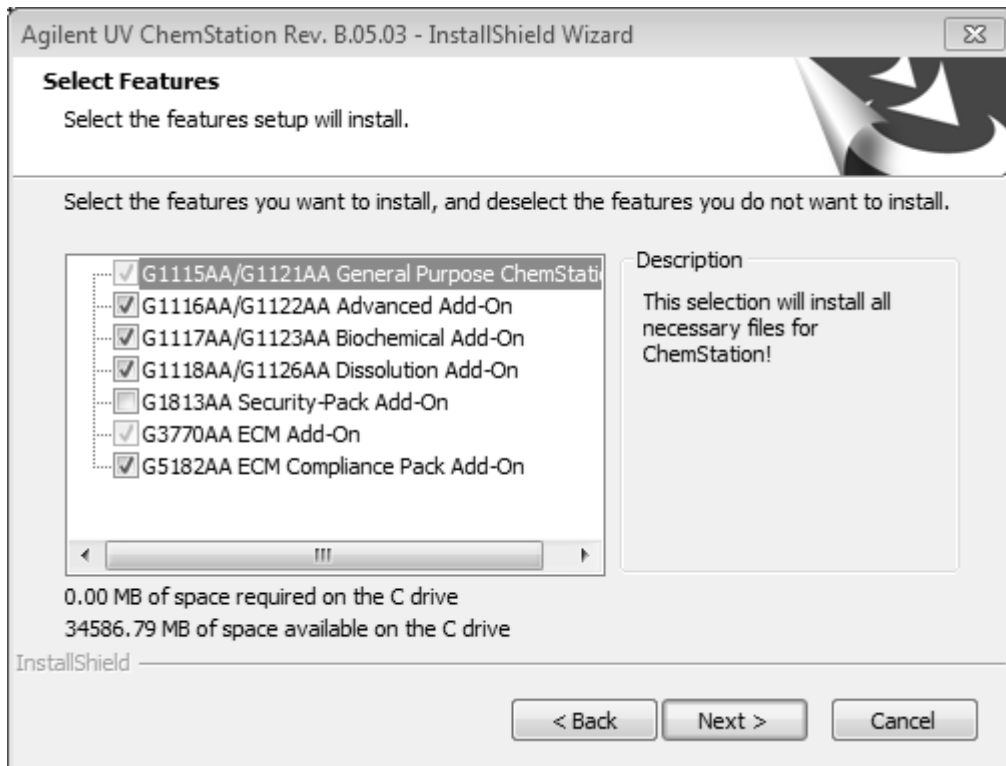 Agilent UV ChemStation Rev. B.05.03 - InstallShield Wizard
Select Features
Select the features setup will install.
Select the features you want to install, and deselect the features you do not want to install.
G1115AA/G1121AA General Purpose ChemStati
G1116AA/G1122AA Advanced Add-On
G1117AA/G1123AA Biochemical Add-On
G1118AA/G1126AA Dissolution Add-On
G1813AA Security-Pack Add-On
G3770AA ECM Add-On
G5182AA ECM Compliance Pack Add-On
Description
This selection will install all
necessary files for
ChemStation!
0.00 MB of space required on the C drive
34586.79 MB of space available on the C drive
InstallShield
< Back
Next >
Cancel